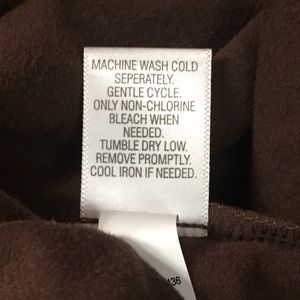 MACHINE WASH COLD
SEPERATELY.
GENTLE CYCLE.
ONLY NON-CHLORINE
BLEACH WHEN
NEEDED.
TUMBLE DRY LOW.
REMOVE PROMPTLY.
COOL IRON IF NEEDED.